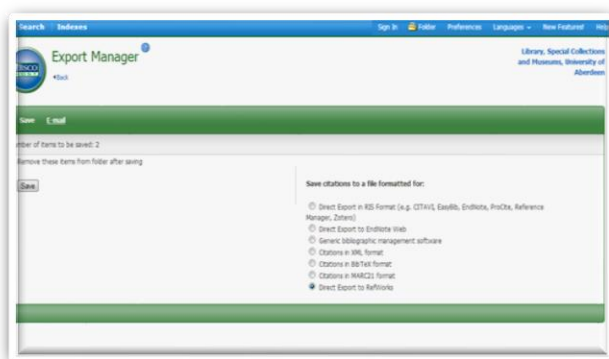 Search Indexes Sign In Folder Preferences Languages New Features! Help
Export Manager
Library, Special Collections
and Museums, University of
Aberdeen
BSCO
◄Back
Save E-mail
mber of items to be saved: 2
Remove these items from folder after saving
Save
Save citations to a file formatted for:
Direct Export in RIS Format (e.g. CITAVI, EasyBib, EndNote, ProCite, Reference
Manager, Zotero)
Direct Export to EndNote Web
Generic bibliographic management software
Citations in XML format
Citations in BibTeX format
Citations in MARC21 format
Direct Export to RefWorks